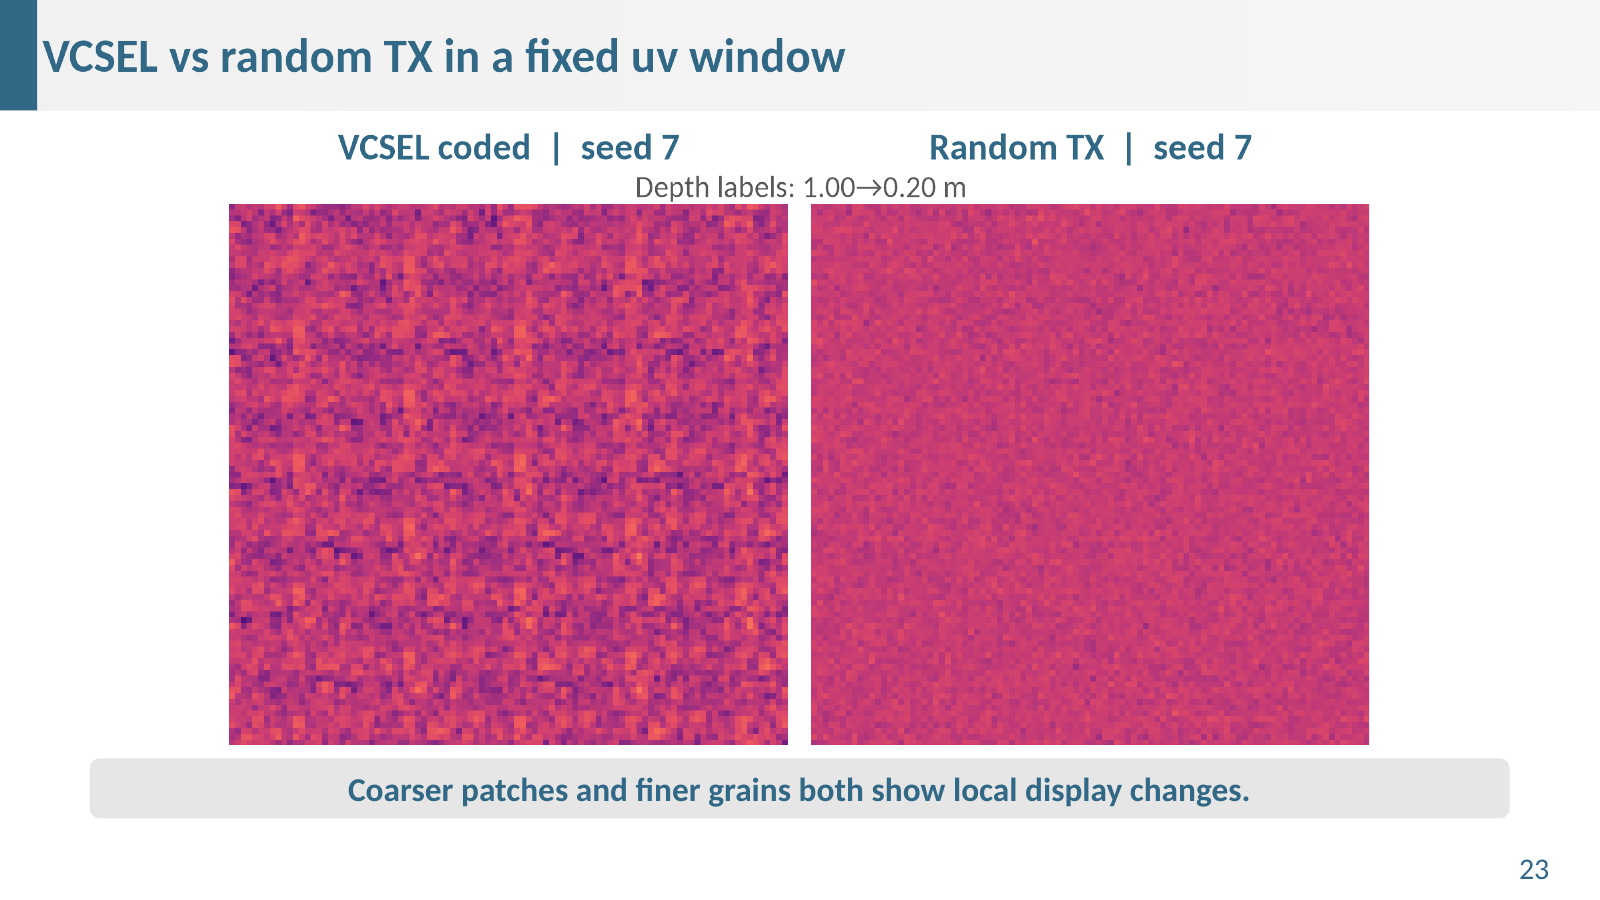 VCSEL vs random TX in a fixed uv window
VCSEL coded | seed 7
Random TX | seed 7
Depth labels: 1.00→0.20 m
Coarser patches and finer grains both show local display changes.
23